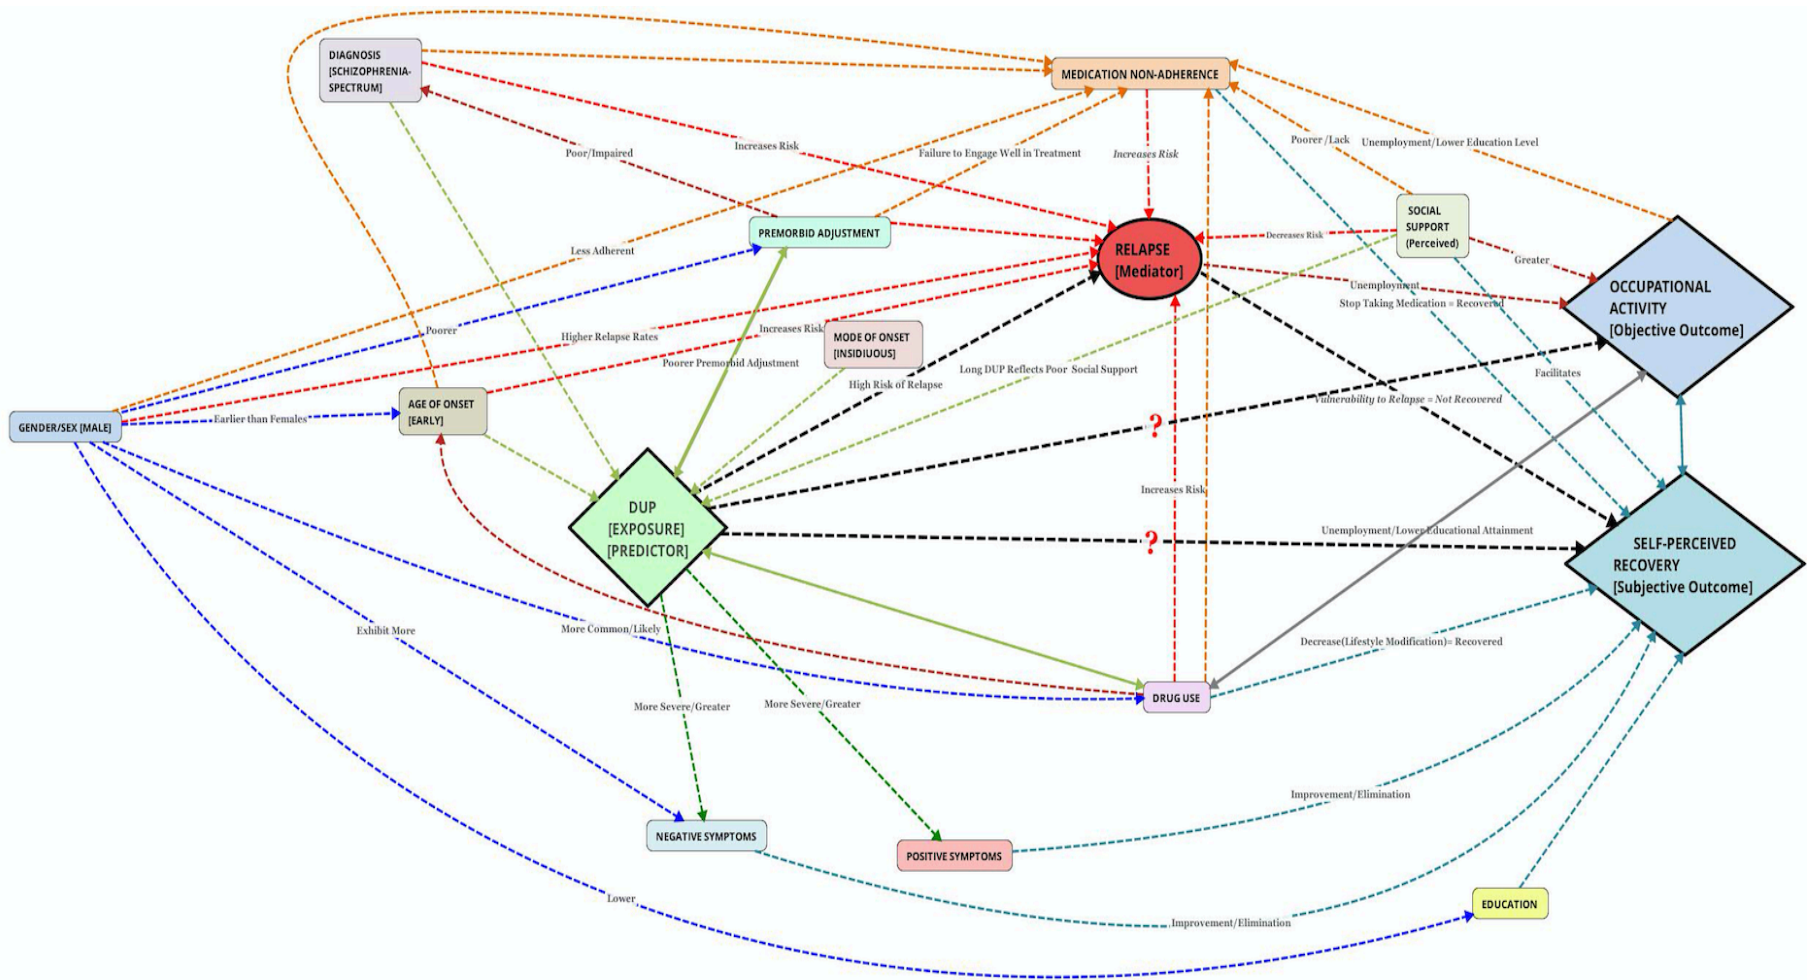 DIAGNOSIS
[SCHIZOPHRENIA-
SPECTRUM]
MEDICATION NON-ADHERENCE
Poor/Impaired
Increases Risk
Failure to Engage Well in Treatment
Increases Risk
Poorer /Lack
Unemployment/Lower Education Level
SOCIAL
SUPPORT
(Perceived)
PREMORBID ADJUSTMENT
Less Adherent
RELAPSE
[Mediator]
Decreases Risk
Greater
Unemployment
Stop Taking Medication = Recovered
OCCUPATIONAL
ACTIVITY
[Objective Outcome]
Poorer
Higher Relapse Rates
Increases Risk
MODE OF ONSET
[INSIDIUOUS]
Poorer Premorbid Adjustment
High Risk of Relapse
Long DUP Reflects Poor Social Support
Facilitates
Vulnerability to Relapse = Not Recovered
GENDER/SEX [MALE]
Earlier than Females
AGE OF ONSET
[EARLY]
?
DUP
[EXPOSURE]
[PREDICTOR]
Increases Risk
?
Unemployment/Lower Educational Attainment
SELF-PERCEIVED
RECOVERY
[Subjective Outcome]
Exhibit More
More Common/Likely
Decrease(Lifestyle Modification)= Recovered
More Severe/Greater
More Severe/Greater
DRUG USE
NEGATIVE SYMPTOMS
POSITIVE SYMPTOMS
Improvement/Elimination
Lower
Improvement/Elimination
EDUCATION